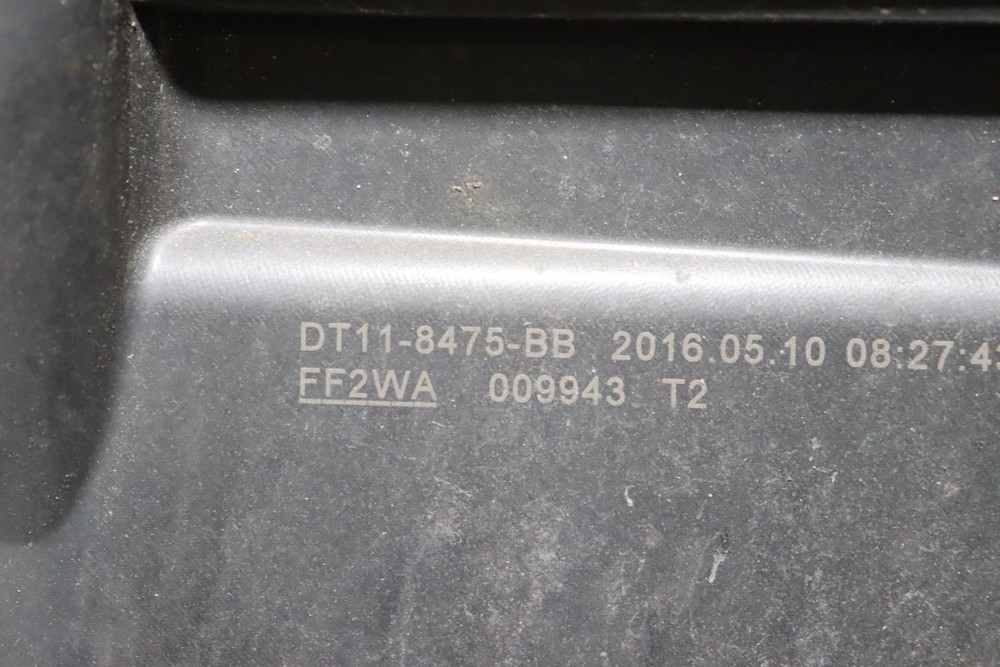 DT11-8475-BB 2016.05.10 08:27:4
FF2WA 009943 T2